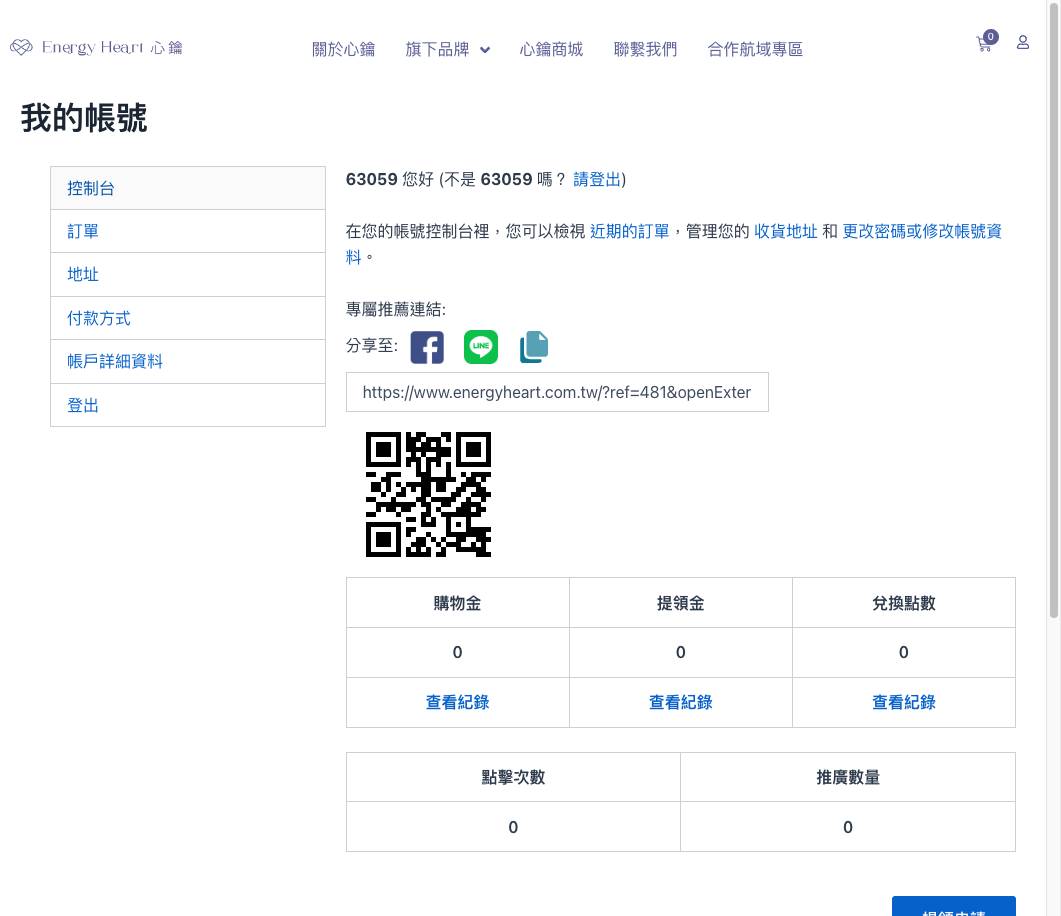 Energy Heart 心鑰
關於心鑰 旗下品牌 心鑰商城 聯繫我們 合作航域專區
0
我的帳號
控制台
訂單
地址
付款方式
帳戶詳細資料
登出
63059 您好 (不是 63059 嗎？ 請登出)
在您的帳號控制台裡，您可以檢視 近期的訂單，管理您的 收貨地址 和 更改密碼或修改帳號資
料。
專屬推薦連結:
分享至:
LINE
https://www.energyheart.com.tw/?ref=481&openExter
購物金 提領金 兌換點數
0 0 0
查看紀錄 查看紀錄 查看紀錄
點擊次數 推廣數量
0 0